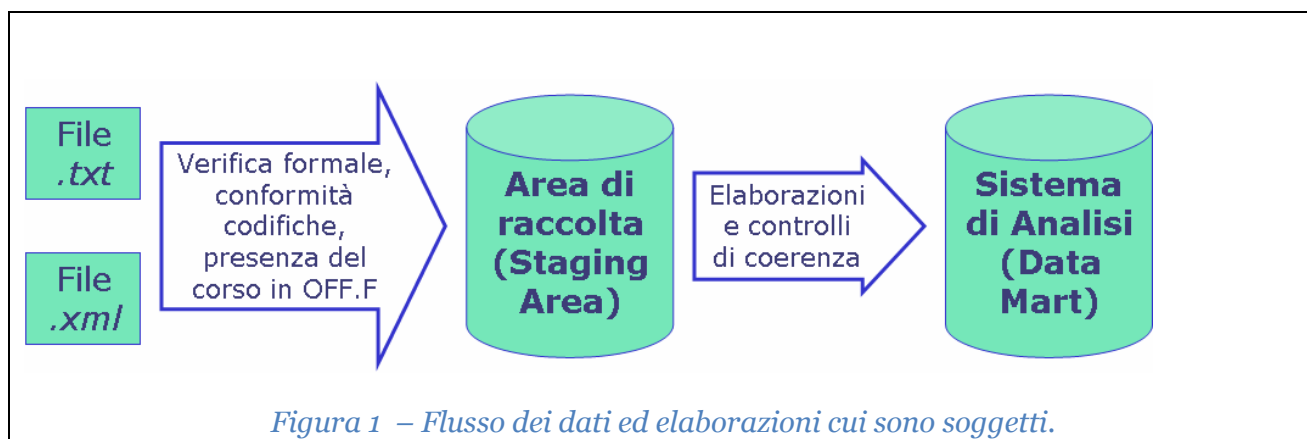 File
.txt
File
.xml
Verifica formale,
conformità
codifiche,
presenza del
corso in OFF.F
Area di
raccolta
(Staging
Area)
Elaborazioni
e controlli
di coerenza
Sistema
di Analisi
(Data
Mart)
Figura 1 – Flusso dei dati ed elaborazioni cui sono soggetti.